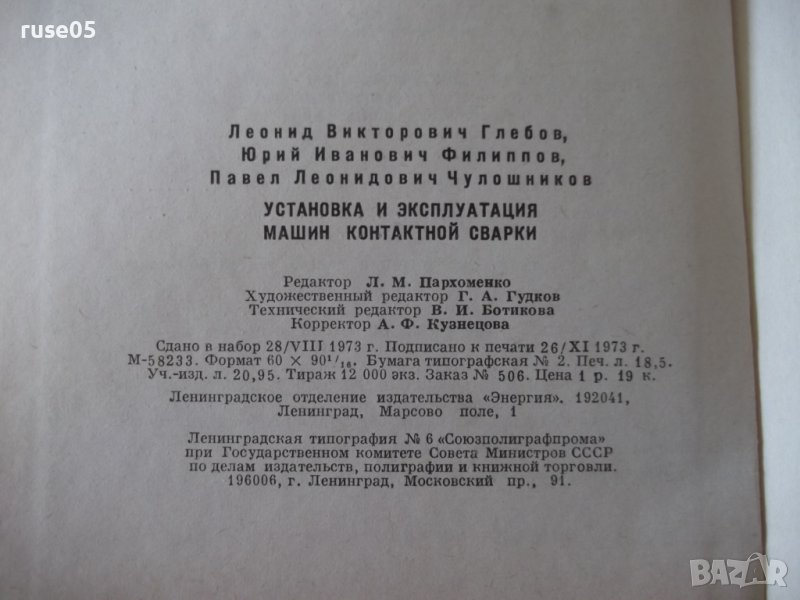 ruse05
Леонид Викторович Глебов,
Юрий Иванович Филиппов,
Павел Леонидович Чулошников
УСТАНОВКА И ЭКСПЛУАТАЦИЯ
МАШИН КОНТАКТНОЙ СВАРКИ
Редактор Л. М. Пархоменко
Художественный редактор Г. А. Гудков
Технический редактор В. И. Ботикова
Корректор А. Ф. Кузнецова
Сдано в набор 28/VIII 1973 г. Подписано к печати 26/XI 1973 г.
М-58233. Формат 60 × 90¹/₁₆. Бумага типографская № 2. Печ. л. 18,5.
Уч.-изд. л. 20,95. Тираж 12 000 экз. Заказ № 506. Цена 1 р. 19 к.
Ленинградское отделение издательства «Энергия». 192041,
Ленинград, Марсово поле, 1
Ленинградская типография № 6 «Союзполиграфпрома»
при Государственном комитете Совета Министров СССР
по делам издательств, полиграфии и книжной торговли.
196006, г. Ленинград, Московский пр., 91.
BAZAR